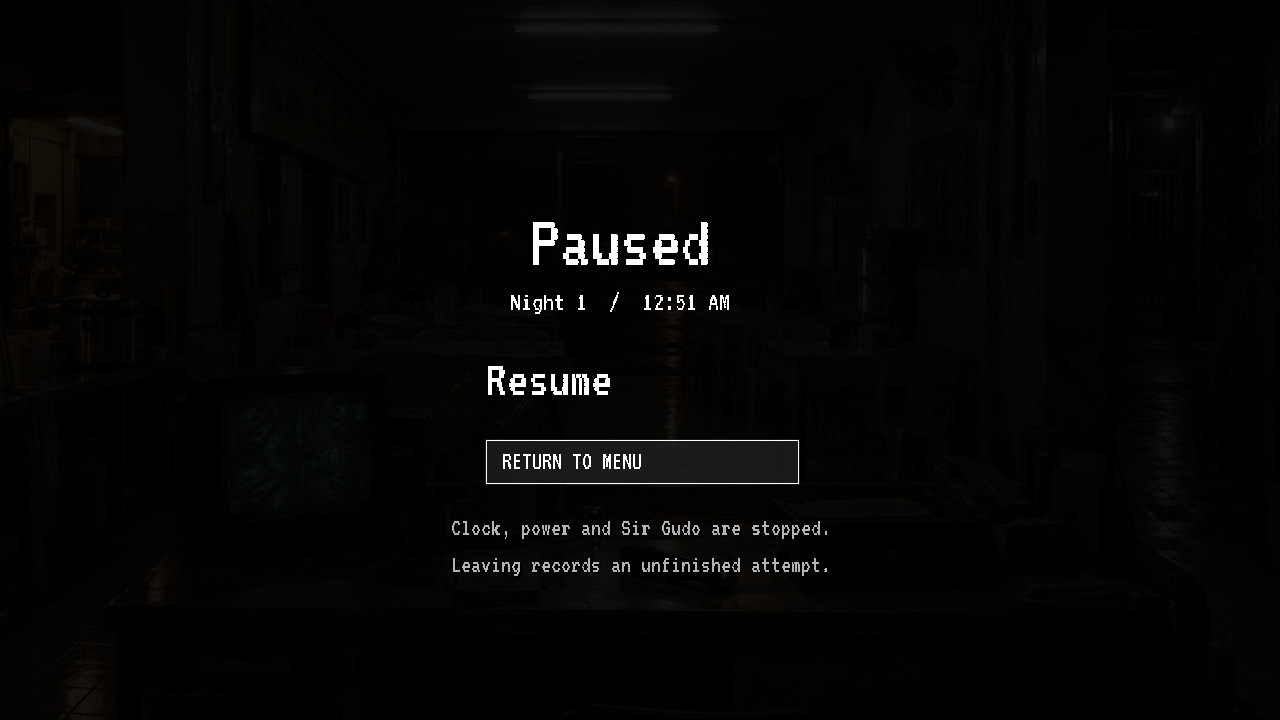 Paused
Night 1 / 12:51 AM
Resume
RETURN TO MENU
Clock, power and Sir Gudo are stopped.
Leaving records an unfinished attempt.